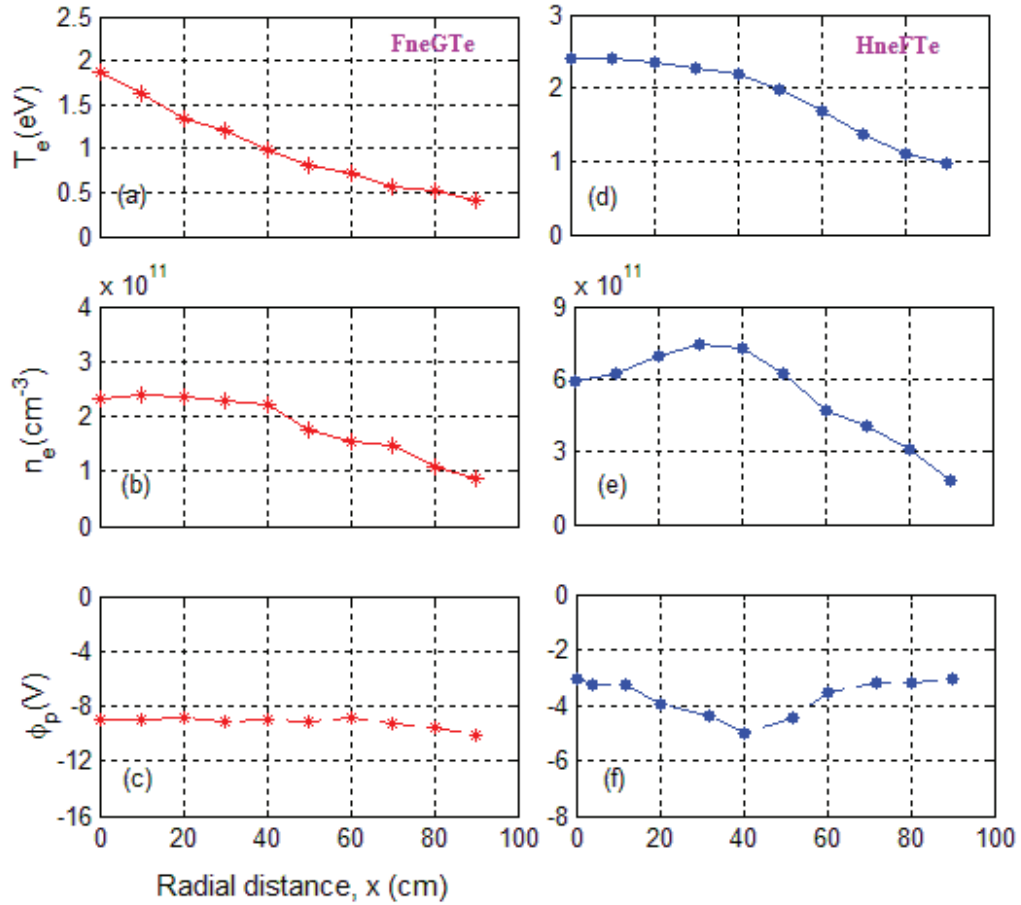 FneGTe
T_e(eV)
2.5
2
1.5
1
0.5
0
(a)
HneFTe
3
2
1
0
(d)
x 10^11
n_e(cm^-3)
4
3
2
1
0
(b)
x 10^11
9
6
3
0
(e)
ϕ_p(V)
0
-4
-8
-12
-16
(c)
0 20 40 60 80 100
0
-2
-4
-6
-8
(f)
0 20 40 60 80 100
Radial distance, x (cm)